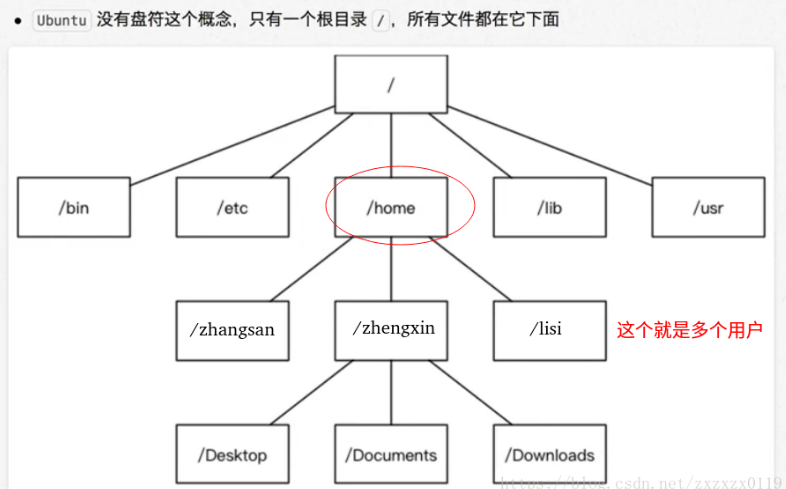 Ubuntu 没有盘符这个概念，只有一个根目录 /，所有文件都在它下面
/
/bin /etc /home /lib /usr
/zhangsan /zhengxin /lisi 这个就是多个用户
/Desktop /Documents /Downloads
https://blog.csdn.net/zxzxzx0119